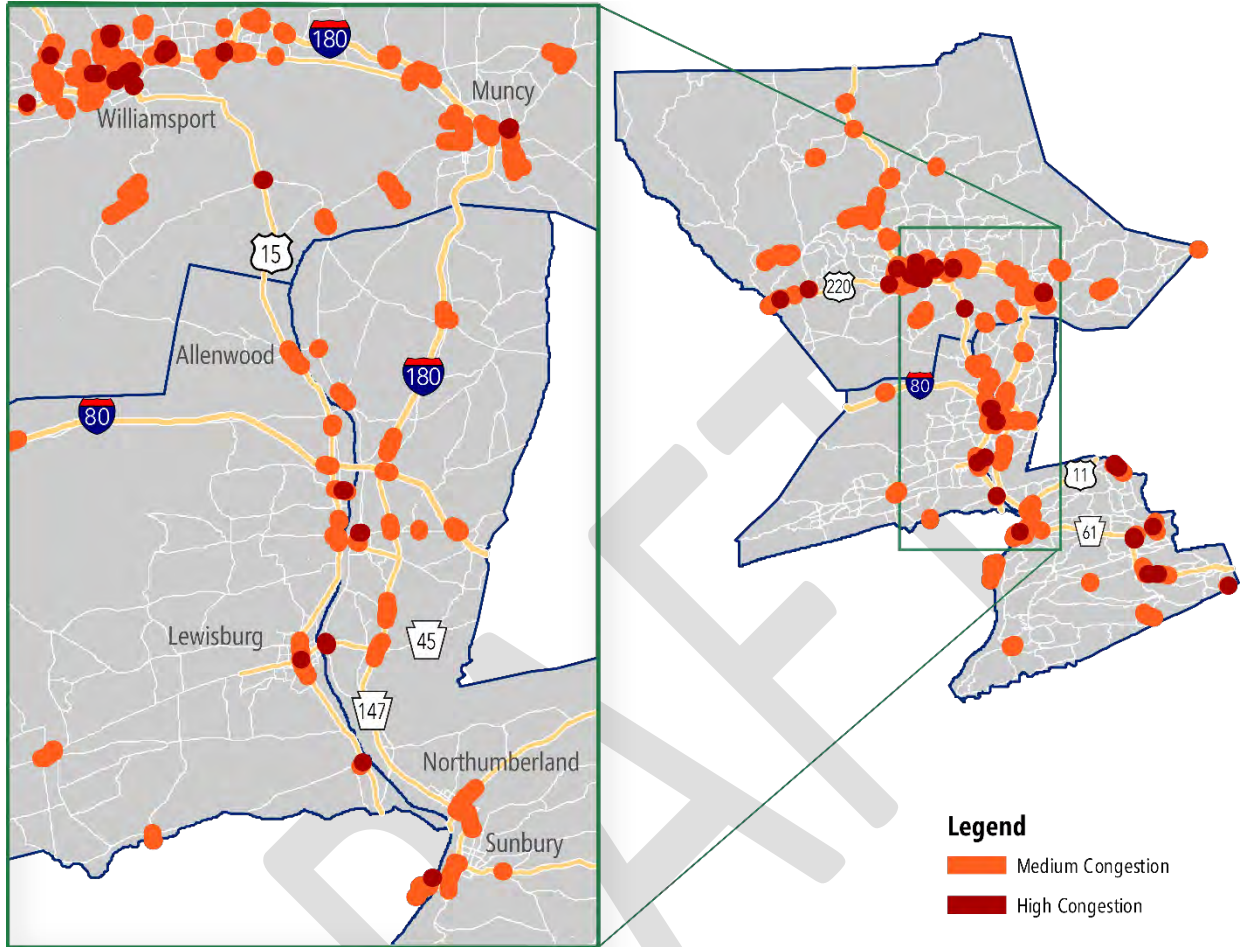 180
Muncy
Williamsport
15
Allenwood
180
80
Lewisburg
45
147
Northumberland
Sunbury
220
80
11
61
DRAFT
Legend
Medium Congestion
High Congestion